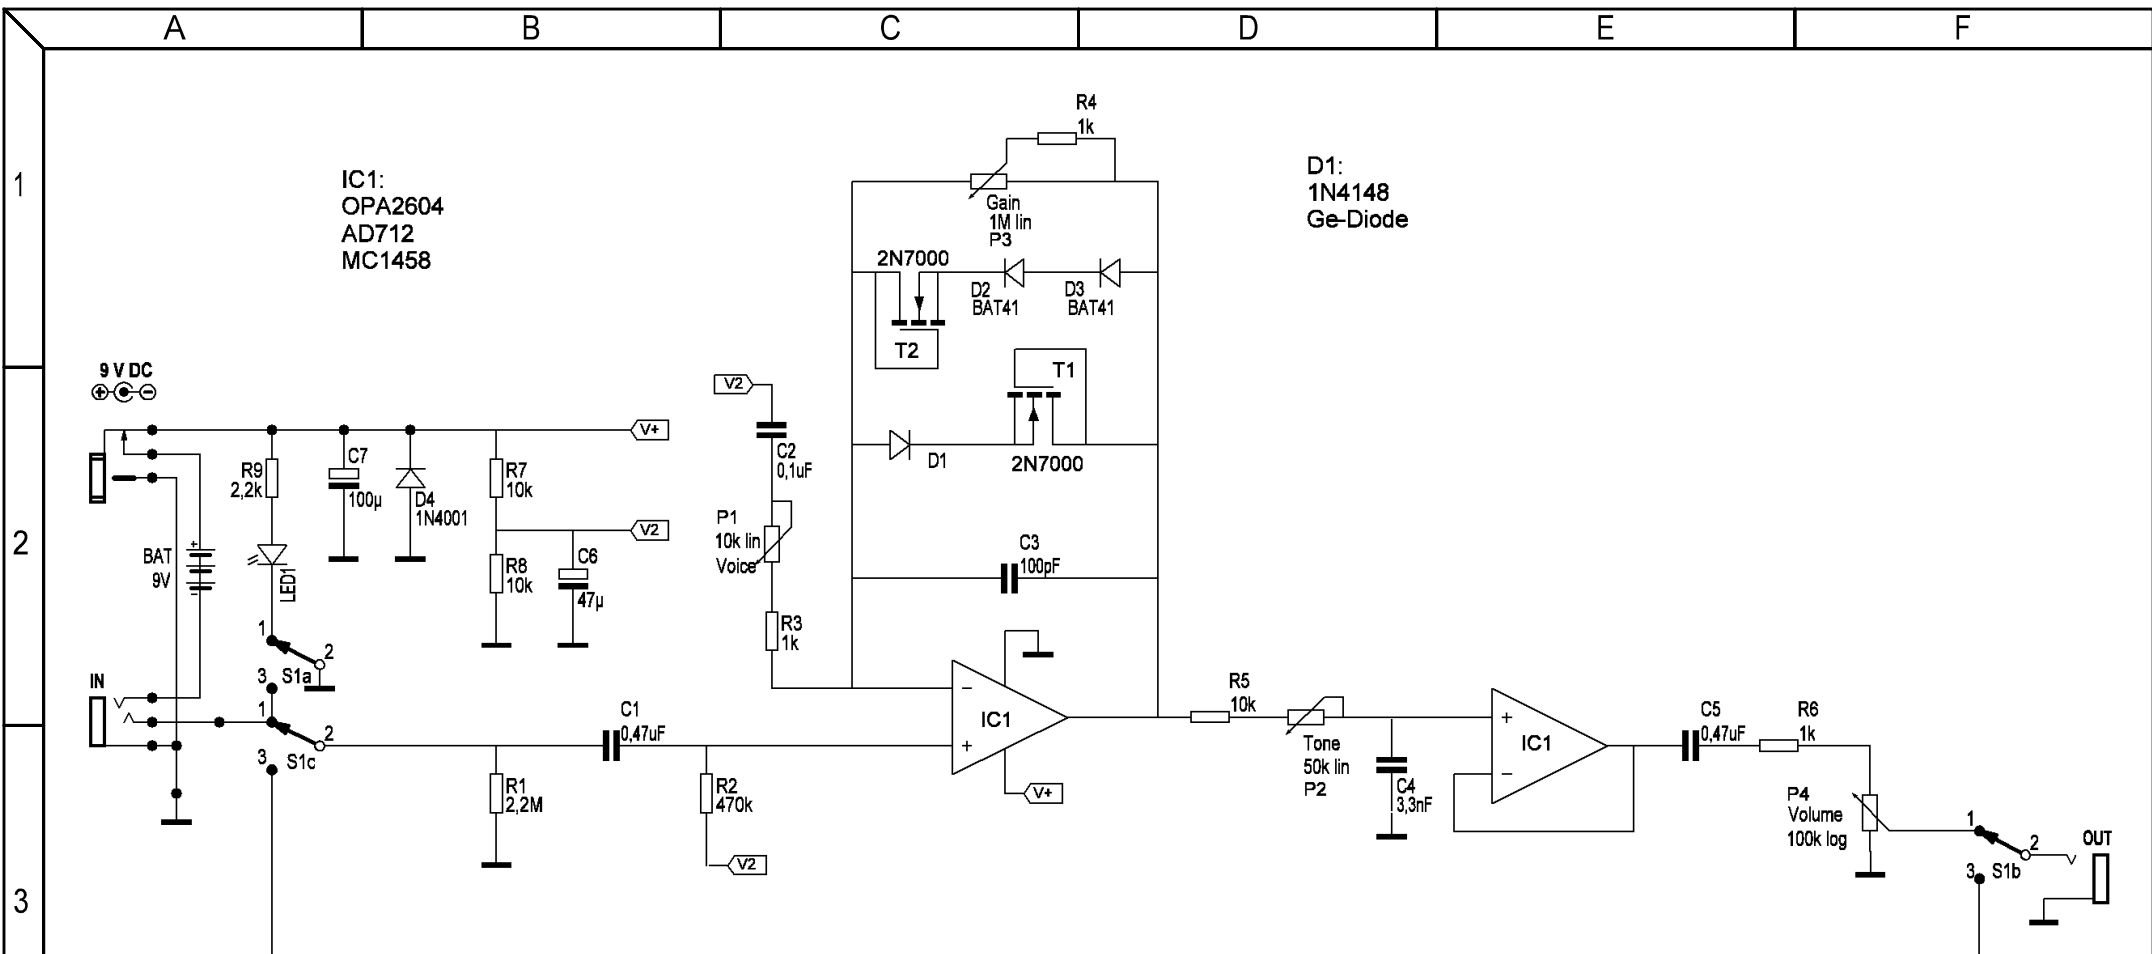 A B C D E F
1
2
3
IC1:
OPA2604
AD712
MC1458
R4
1k
Gain
1M lin
P3
D1:
1N4148
Ge-Diode
2N7000
T2
D2
BAT41
D3
BAT41
T1
2N7000
D1
9 V DC
V+
V2
R9
2,2k
C7
100µ
D4
1N4001
R7
10k
V2
R8
10k
C6
47µ
BAT
9V
+
-
LED1
C2
0,1uF
P1
10k lin
Voice
R3
1k
C3
100pF
1
2
3
S1a
IN
1
2
3
S1c
R1
2,2M
C1
0,47uF
R2
470k
V2
IC1
−
+
V+
R5
10k
Tone
50k lin
P2
C4
3,3nF
IC1
+
−
C5
0,47uF
R6
1k
P4
Volume
100k log
1
2
3
S1b
OUT